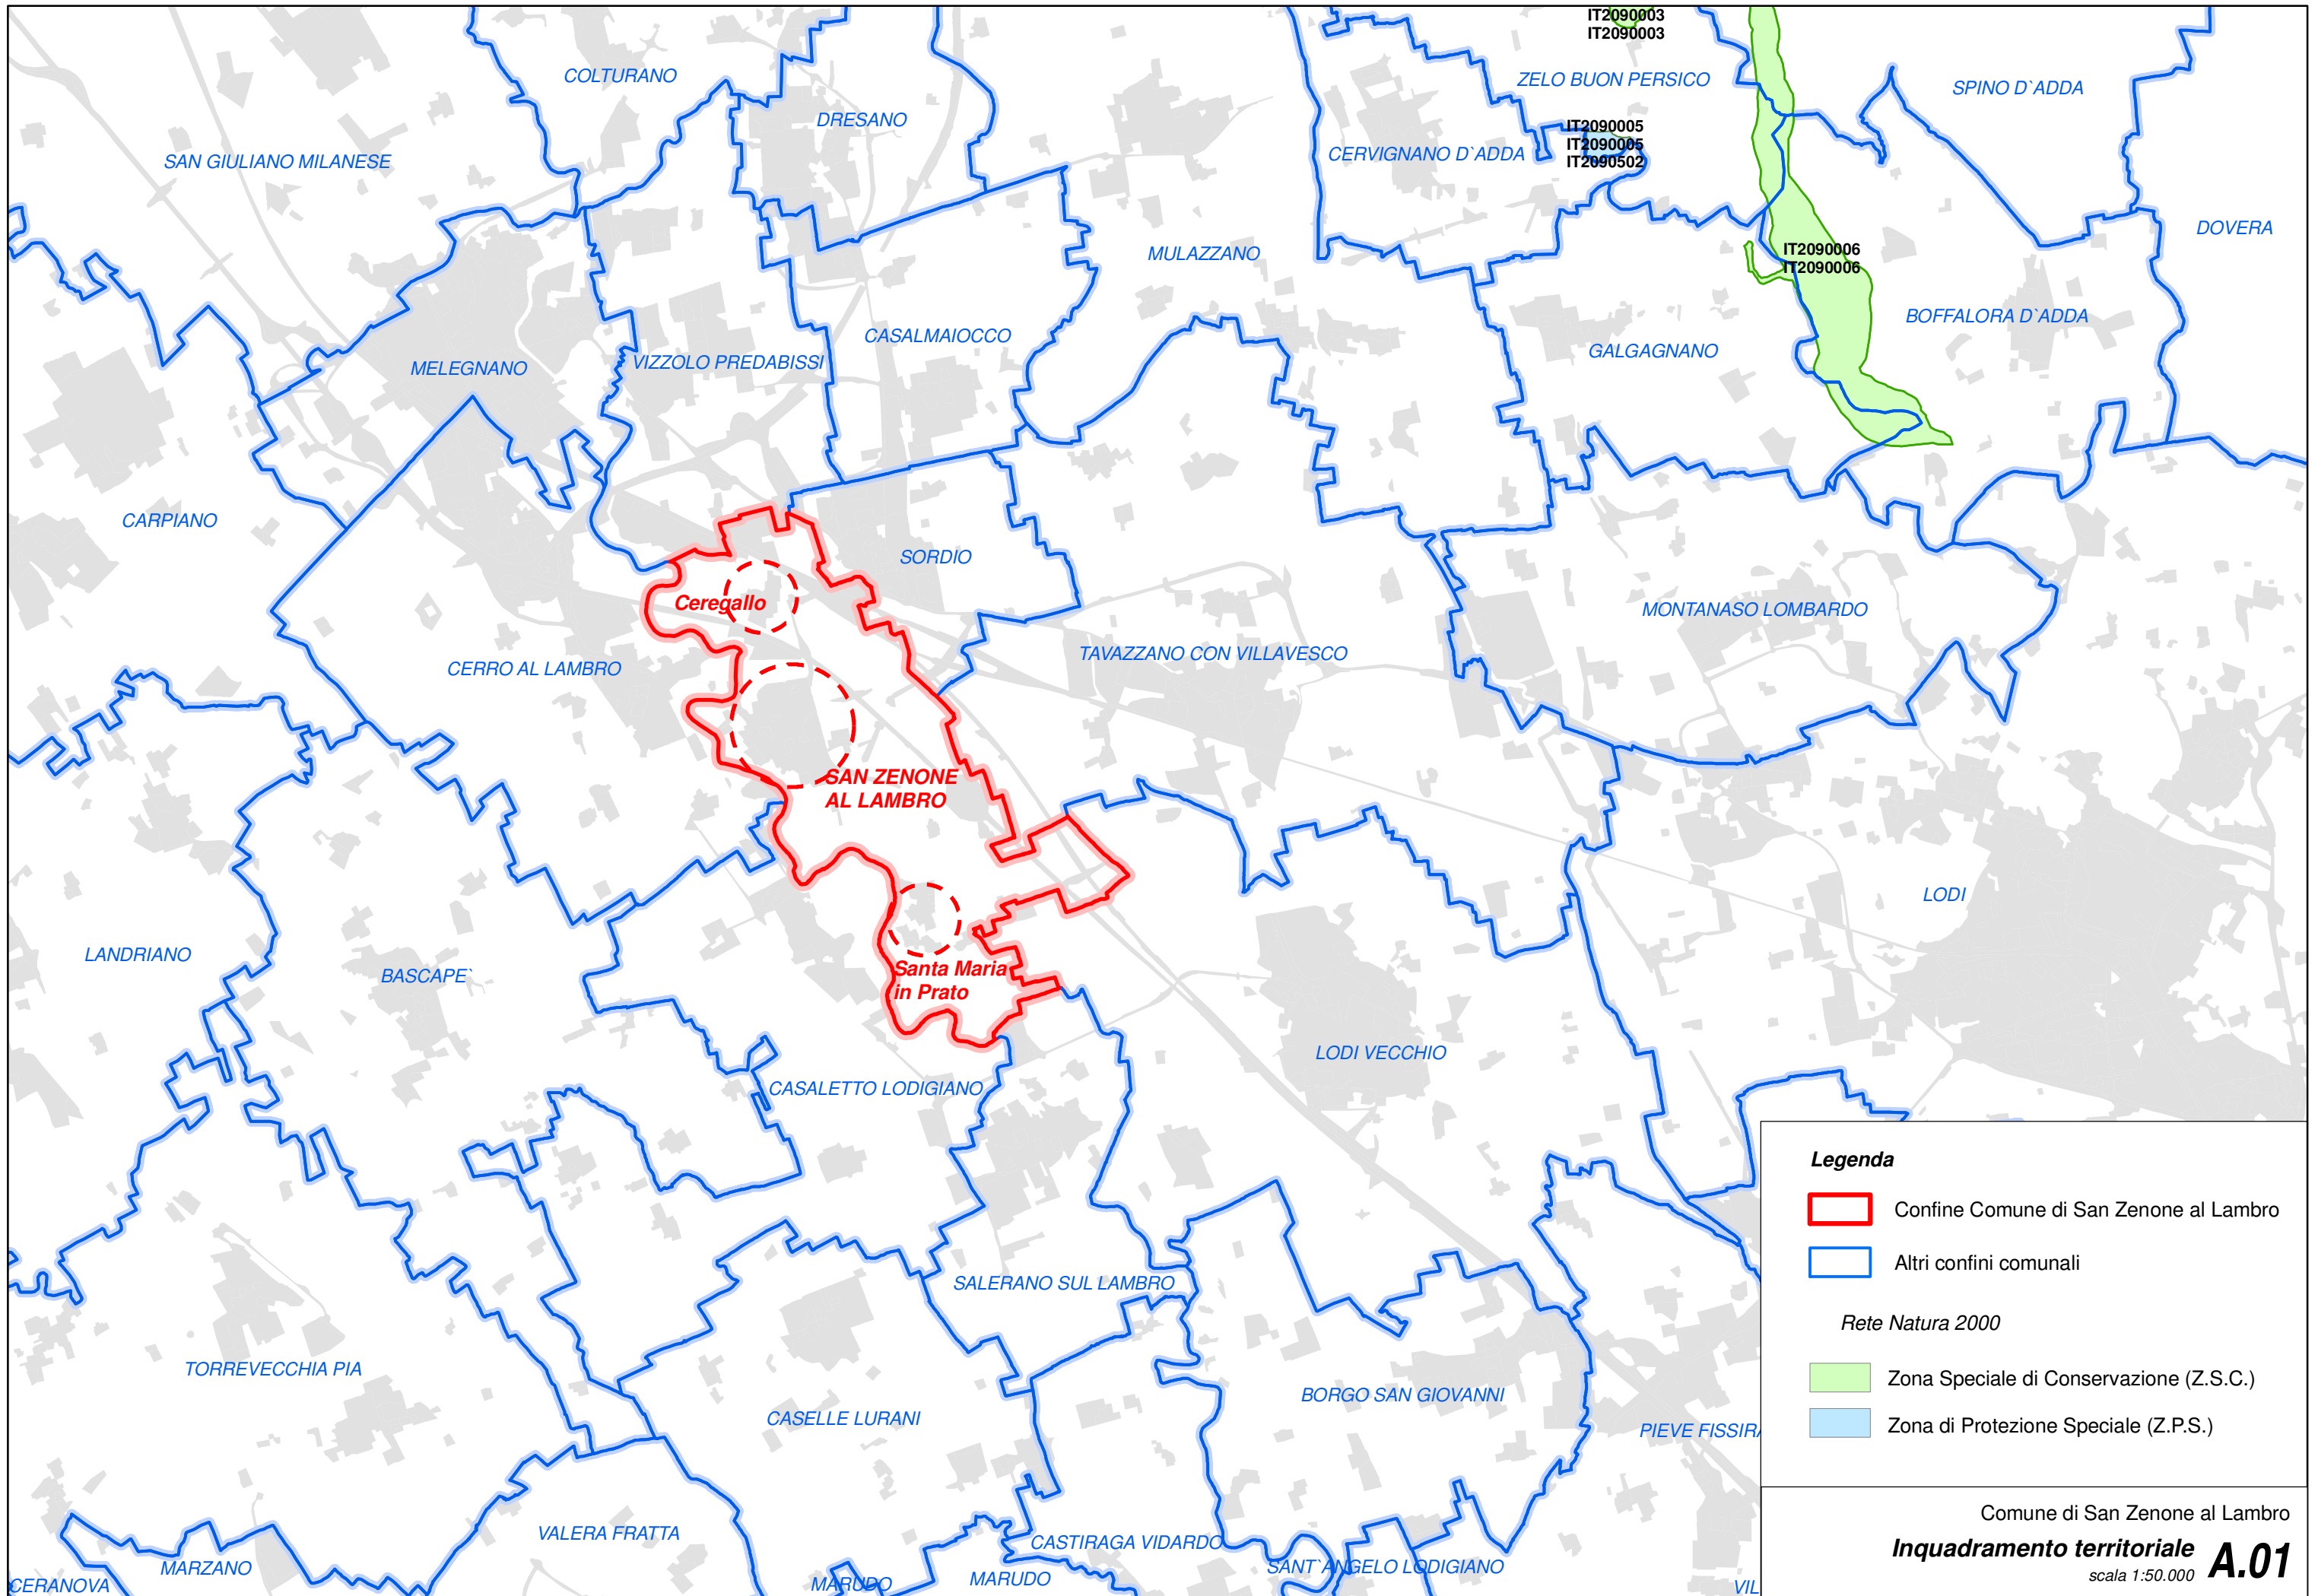 IT2090003
IT2090003
COLTURANO
ZELO BUON PERSICO
SPINO D`ADDA
DRESANO
IT2090005
IT2090005
IT2090502
CERVIGNANO D`ADDA
SAN GIULIANO MILANESE
DOVERA
MULAZZANO
IT2090006
IT2090006
BOFFALORA D`ADDA
CASALMAIOCCO
GALGAGNANO
VIZZOLO PREDABISSI
MELEGNANO
CARPIANO
SORDIO
Ceregallo
MONTANASO LOMBARDO
TAVAZZANO CON VILLAVESCO
CERRO AL LAMBRO
SAN ZENONE
AL LAMBRO
LODI
LANDRIANO
BASCAPE`
Santa Maria
in Prato
LODI VECCHIO
CASALETTO LODIGIANO
SALERANO SUL LAMBRO
TORREVECCHIA PIA
BORGO SAN GIOVANNI
CASELLE LURANI
PIEVE FISSIRA
VALERA FRATTA
CASTIRAGA VIDARDO
MARZANO
SANT`ANGELO LODIGIANO
MARUDO
MARUDO
CERANOVA
VIL
Legenda
Confine Comune di San Zenone al Lambro
Altri confini comunali
Rete Natura 2000
Zona Speciale di Conservazione (Z.S.C.)
Zona di Protezione Speciale (Z.P.S.)
Comune di San Zenone al Lambro
Inquadramento territoriale A.01
scala 1:50.000